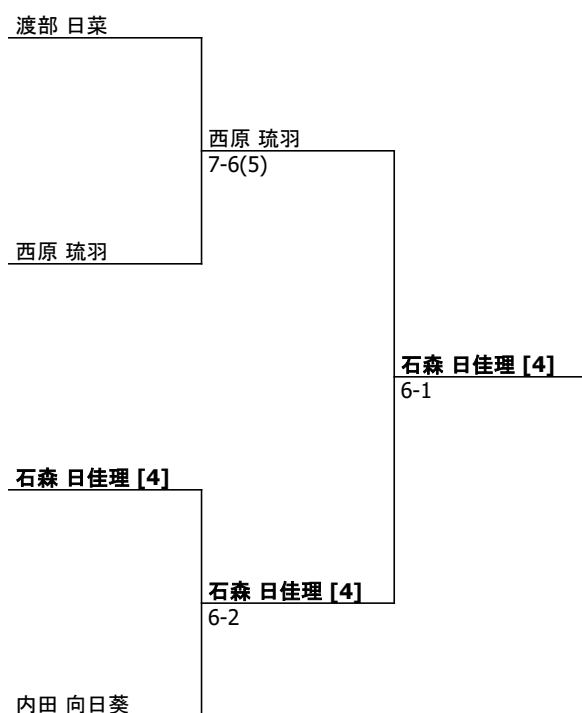 渡部 日菜
西原 琉羽
7-6(5)
西原 琉羽
石森 日佳理 [4]
6-1
石森 日佳理 [4]
石森 日佳理 [4]
6-2
内田 向日葵